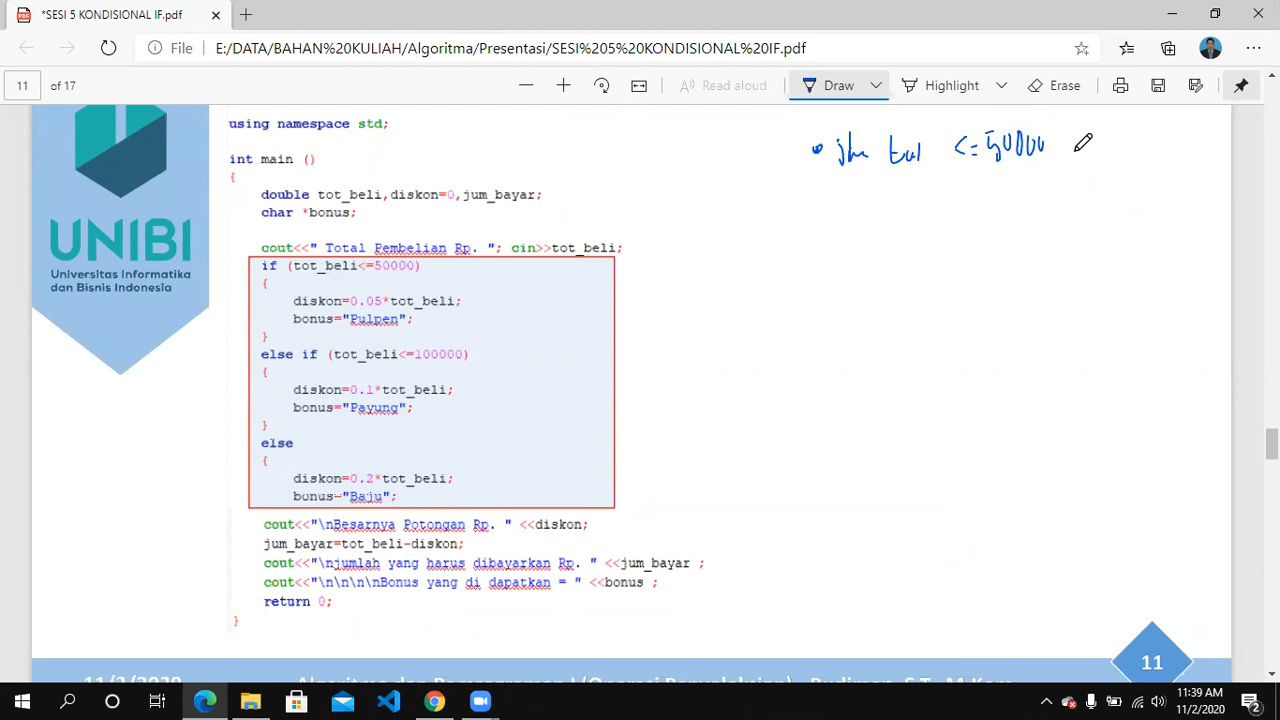 *SESI 5 KONDISIONAL IF.pdf
File E:/DATA/BAHAN%20KULIAH/Algoritma/Presentasi/SESI%205%20KONDISIONAL%20IF.pdf
11 of 17 Read aloud Draw Highlight Erase
using namespace std;
int main ()
{
double tot_beli,diskon=0,jum_bayar;
char *bonus;
cout<<" Total Pembelian Rp. "; cin>>tot_beli;
if (tot_beli<=50000)
{
diskon=0.05*tot_beli;
bonus="Pulpen";
}
else if (tot_beli<=100000)
{
diskon=0.1*tot_beli;
bonus="Payung";
}
else
{
diskon=0.2*tot_beli;
bonus="Baju";
cout<<"\nBesarnya Potongan Rp. " <<diskon;
jum_bayar=tot_beli-diskon;
cout<<"\njumlah yang harus dibayarkan Rp. " <<jum_bayar ;
cout<<"\n\n\n\nBonus yang di dapatkan = " <<bonus ;
return 0;
}
<=50000
UNIBI
Universitas Informatika
dan Bisnis Indonesia
11
11:39 AM
11/2/2020
2